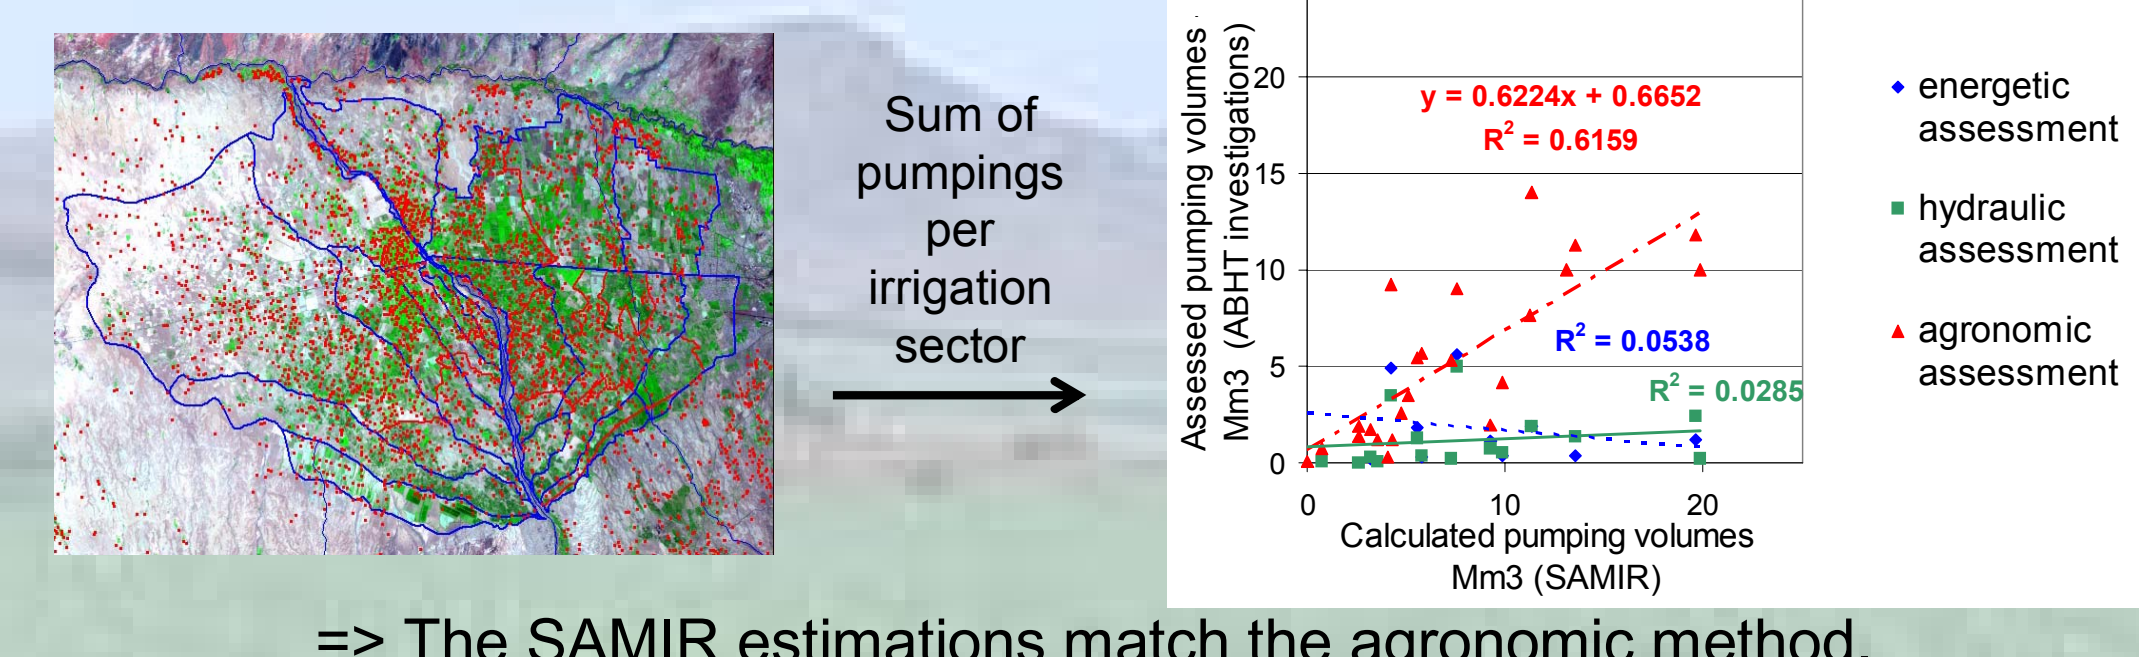 Sum of
pumpings
per
irrigation
sector
Assessed pumping volumes
Mm3 (ABHT investigations)
20
15
10
5
0
y = 0.6224x + 0.6652
R² = 0.6159
R² = 0.0538
R² = 0.0285
0 10 20
Calculated pumping volumes
Mm3 (SAMIR)
energetic
assessment
hydraulic
assessment
agronomic
assessment
=> The SAMIR estimations match the agronomic method.